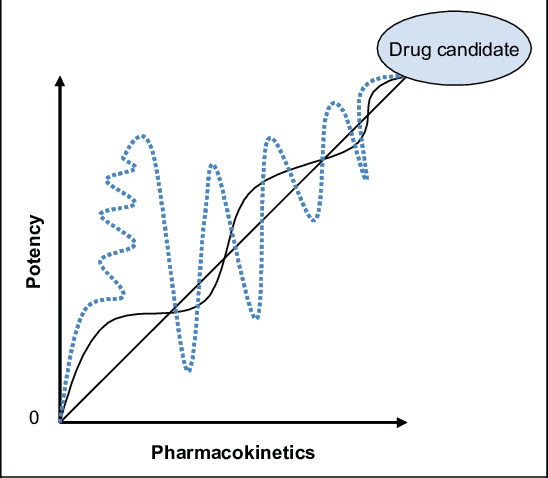 Drug candidate
Potency
0
Pharmacokinetics